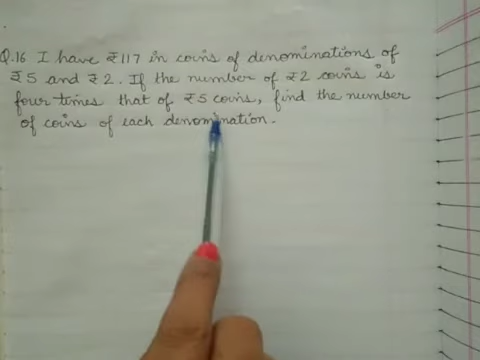 Q.16 I have ₹117 in coins of denominations of
₹5 and ₹2. If the number of ₹2 coins is
four times that of ₹5 coins, find the number
of coins of each denomination.